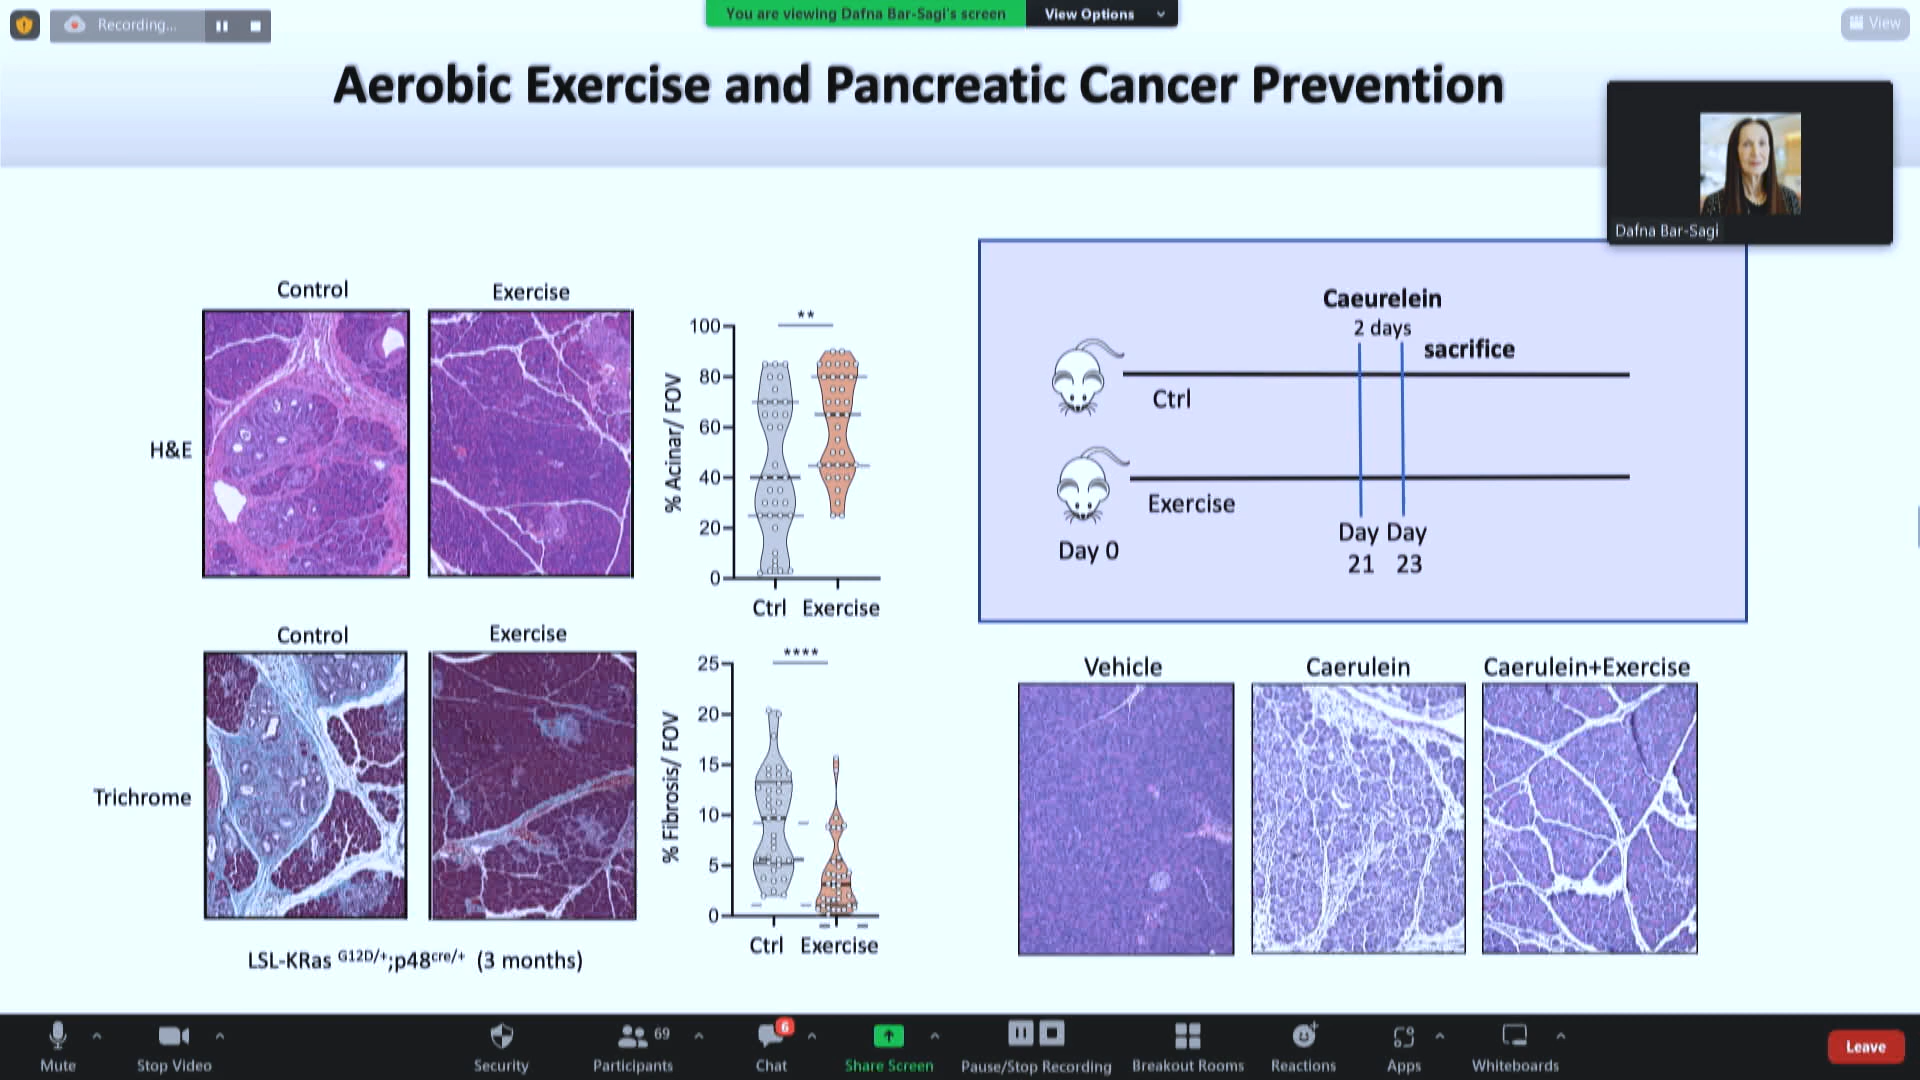 Recording...
You are viewing Dafna Bar-Sagi's screen
View Options
View
Aerobic Exercise and Pancreatic Cancer Prevention
Dafna Bar-Sagi
Control
Exercise
H&E
% Acinar/ FOV
100
80
60
40
20
0
**
Ctrl Exercise
Control
Exercise
Trichrome
% Fibrosis/ FOV
25
20
15
10
5
0
****
Ctrl Exercise
LSL-KRas G12D/+;p48cre/+ (3 months)
Caeurelein
2 days
sacrifice
Ctrl
Exercise
Day 0
Day Day
21 23
Vehicle
Caerulein
Caerulein+Exercise
Mute
Stop Video
Security
Participants
69
Chat
6
Share Screen
Pause/Stop Recording
Breakout Rooms
Reactions
Apps
Whiteboards
Leave